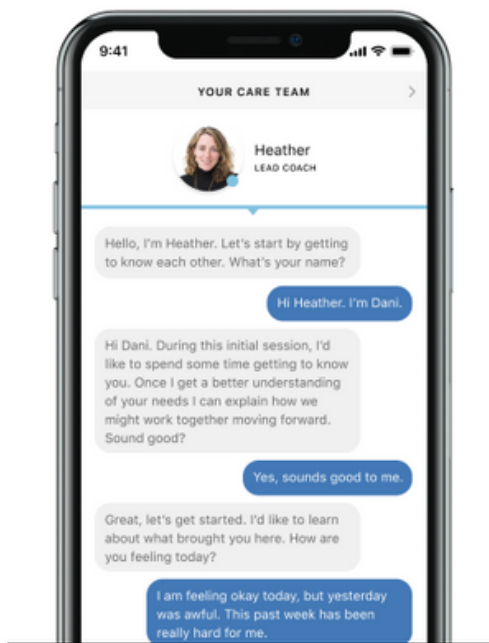 9:41
YOUR CARE TEAM
Heather
LEAD COACH
Hello, I'm Heather. Let's start by getting
to know each other. What's your name?
Hi Heather. I'm Dani.
Hi Dani. During this initial session, I'd
like to spend some time getting to know
you. Once I get a better understanding
of your needs I can explain how we
might work together moving forward.
Sound good?
Yes, sounds good to me.
Great, let's get started. I'd like to learn
about what brought you here. How are
you feeling today?
I am feeling okay today, but yesterday
was awful. This past week has been
really hard for me.